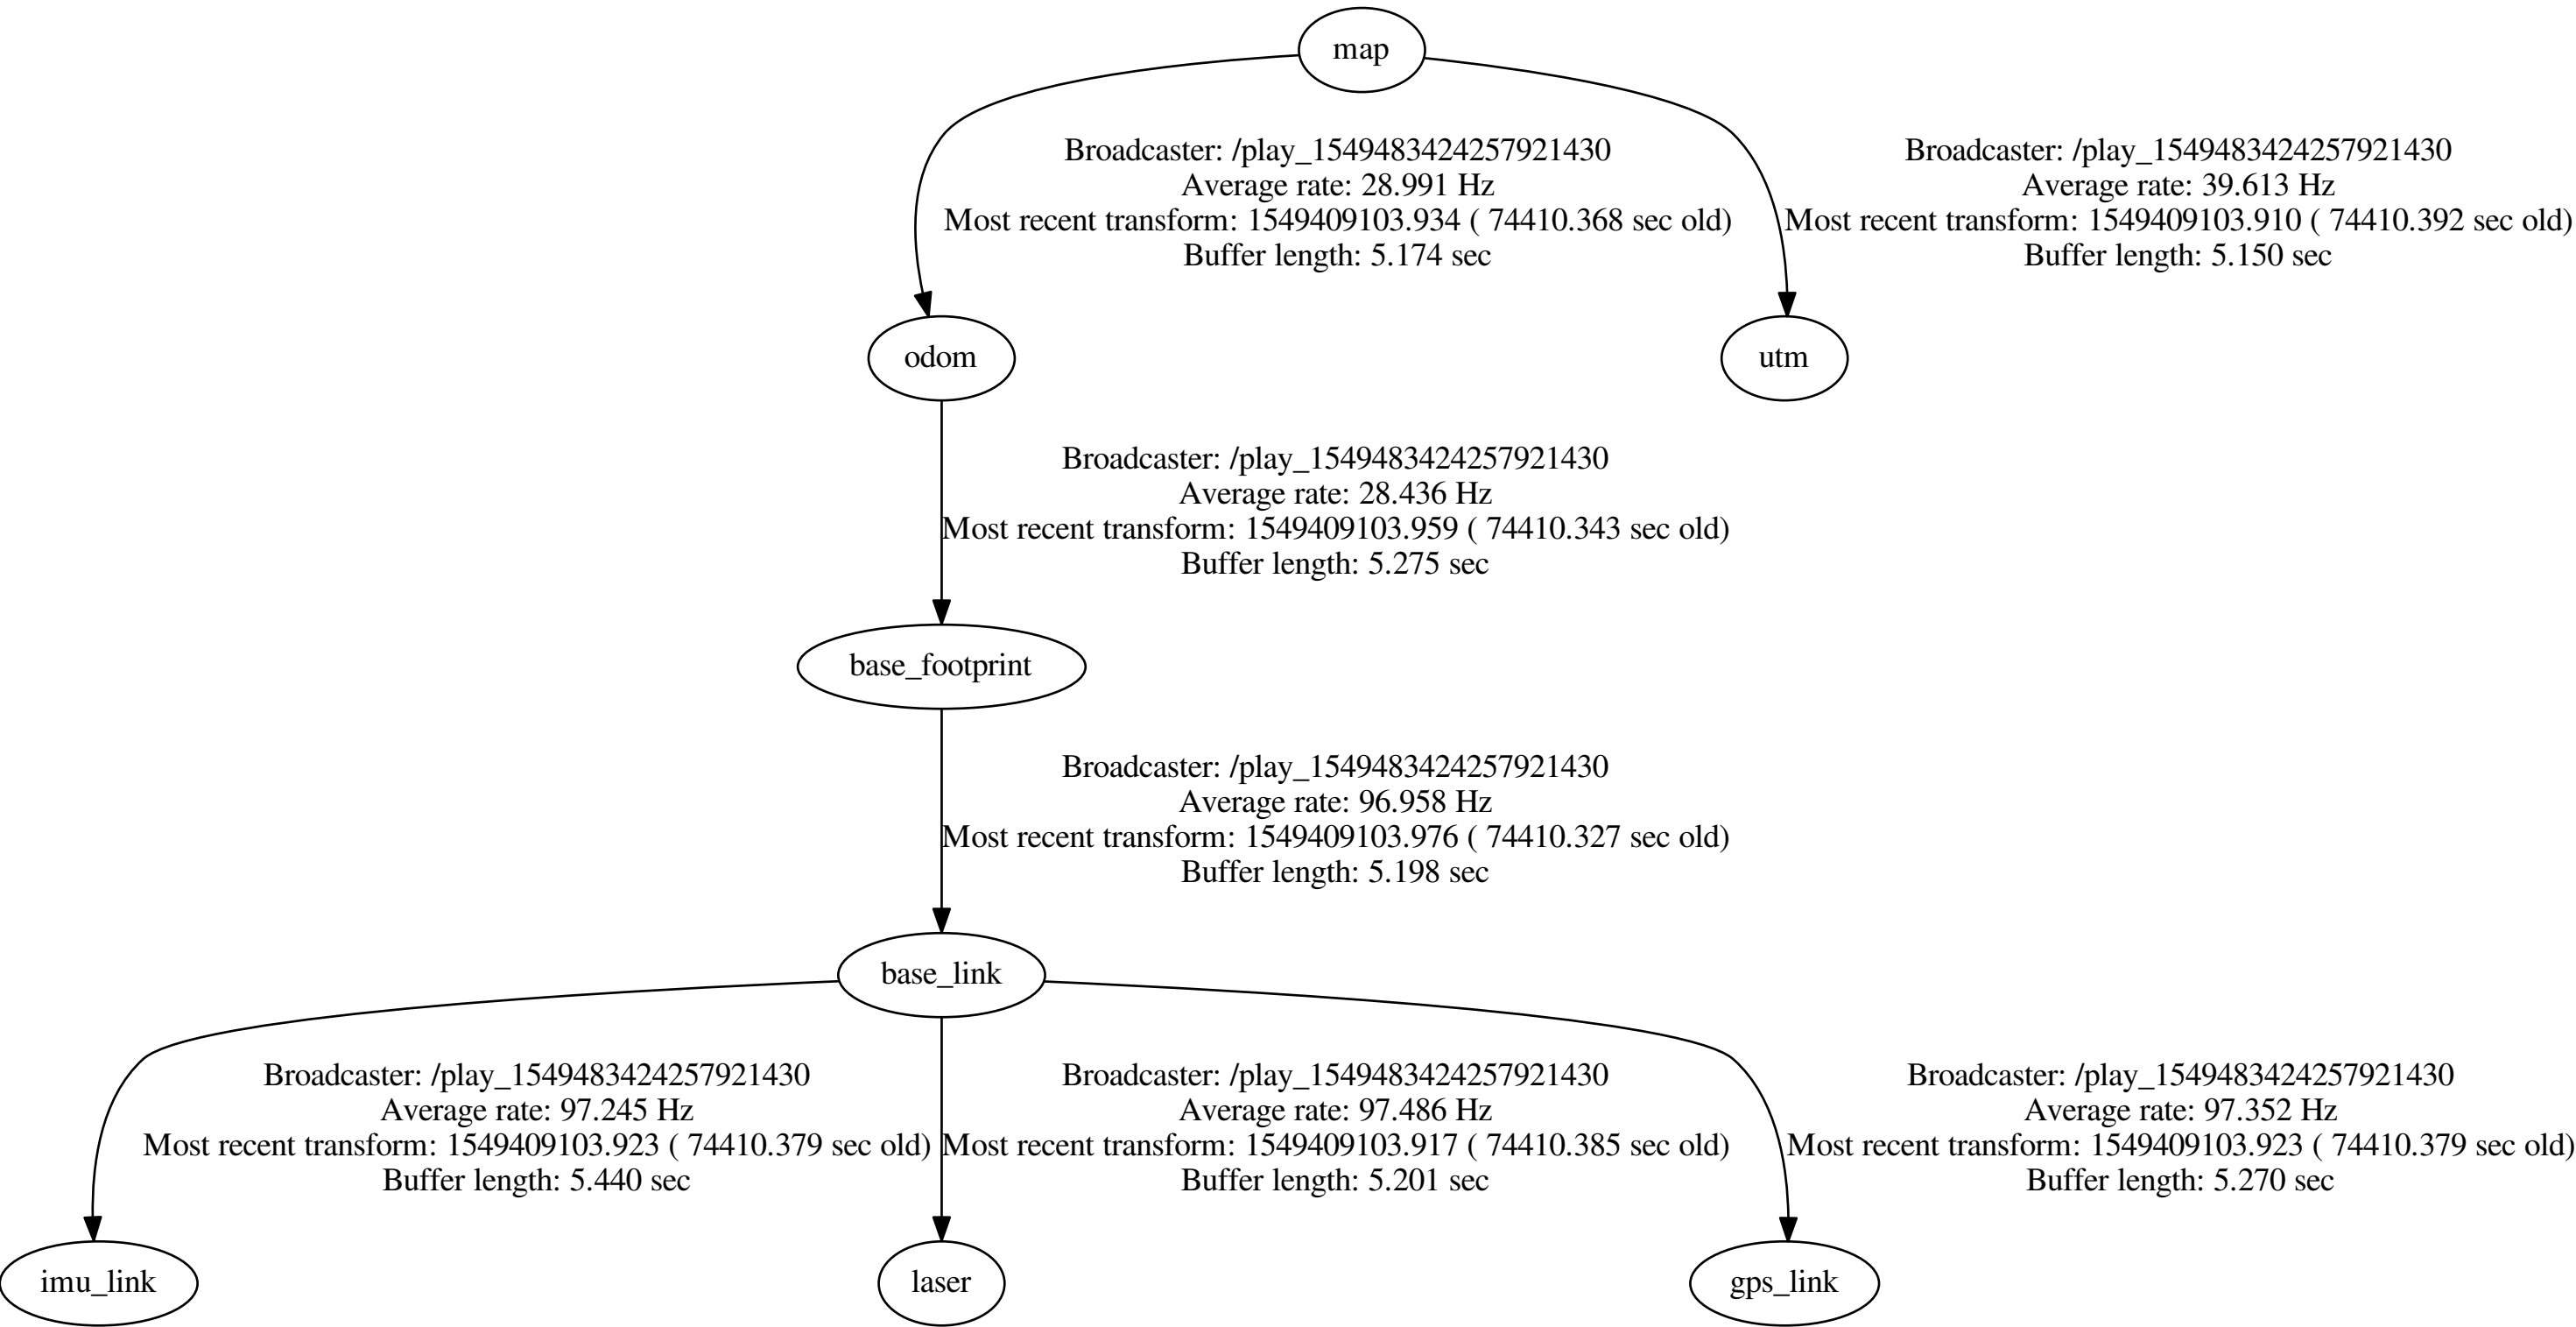 map
Broadcaster: /play_1549483424257921430
Average rate: 28.991 Hz
Most recent transform: 1549409103.934 ( 74410.368 sec old)
Buffer length: 5.174 sec
Broadcaster: /play_1549483424257921430
Average rate: 39.613 Hz
Most recent transform: 1549409103.910 ( 74410.392 sec old)
Buffer length: 5.150 sec
odom
utm
Broadcaster: /play_1549483424257921430
Average rate: 28.436 Hz
Most recent transform: 1549409103.959 ( 74410.343 sec old)
Buffer length: 5.275 sec
base_footprint
Broadcaster: /play_1549483424257921430
Average rate: 96.958 Hz
Most recent transform: 1549409103.976 ( 74410.327 sec old)
Buffer length: 5.198 sec
base_link
Broadcaster: /play_1549483424257921430
Average rate: 97.245 Hz
Most recent transform: 1549409103.923 ( 74410.379 sec old)
Buffer length: 5.440 sec
Broadcaster: /play_1549483424257921430
Average rate: 97.486 Hz
Most recent transform: 1549409103.917 ( 74410.385 sec old)
Buffer length: 5.201 sec
Broadcaster: /play_1549483424257921430
Average rate: 97.352 Hz
Most recent transform: 1549409103.923 ( 74410.379 sec old)
Buffer length: 5.270 sec
imu_link
laser
gps_link